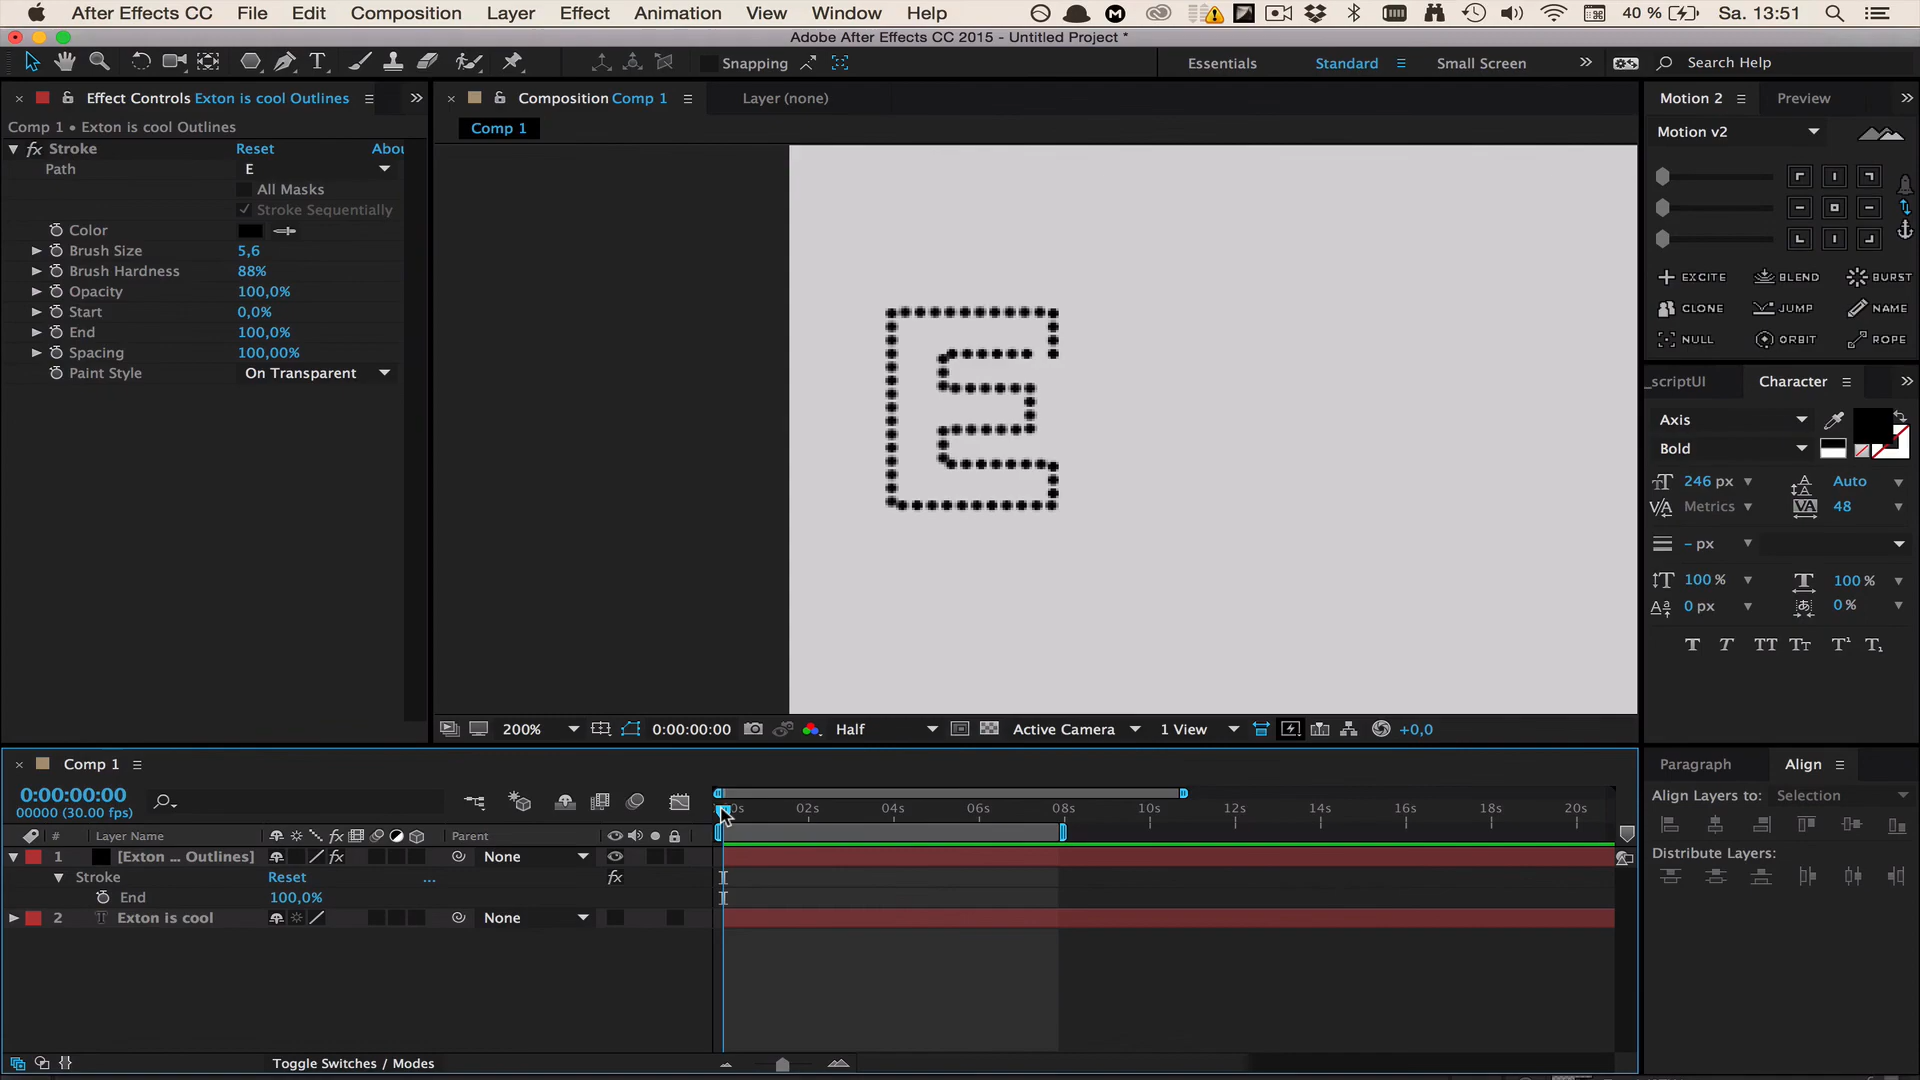 After Effects CC File Edit Composition Layer Effect Animation View Window Help 40 % Sa. 13:51
Adobe After Effects CC 2015 - Untitled Project *
Snapping Essentials Standard Small Screen Search Help
Effect Controls Exton is cool Outlines
Composition Comp 1 Layer (none)
Motion 2 Preview
Comp 1 • Exton is cool Outlines
Comp 1
Motion v2
fx Stroke Reset Abou
Path E
All Masks
Stroke Sequentially
Color
Brush Size 5,6
Brush Hardness 88%
Opacity 100,0%
Start 0,0%
End 100,0%
Spacing 100,00%
Paint Style On Transparent
E
EXCITE BLEND BURST
CLONE JUMP NAME
NULL ORBIT ROPE
_scriptUI Character
Axis
Bold
246 px Auto
Metrics 48
- px
100 % 100 %
0 px 0 %
200% 0:00:00:00 Half Active Camera 1 View +0,0
Comp 1
Paragraph Align
0:00:00:00
00000 (30.00 fps)
0s 02s 04s 06s 08s 10s 12s 14s 16s 18s 20s
Align Layers to: Selection
# Layer Name fx Parent
Distribute Layers:
1 [Exton ... Outlines] fx None
Stroke Reset ... fx
End 100,0%
2 T Exton is cool None
Toggle Switches / Modes